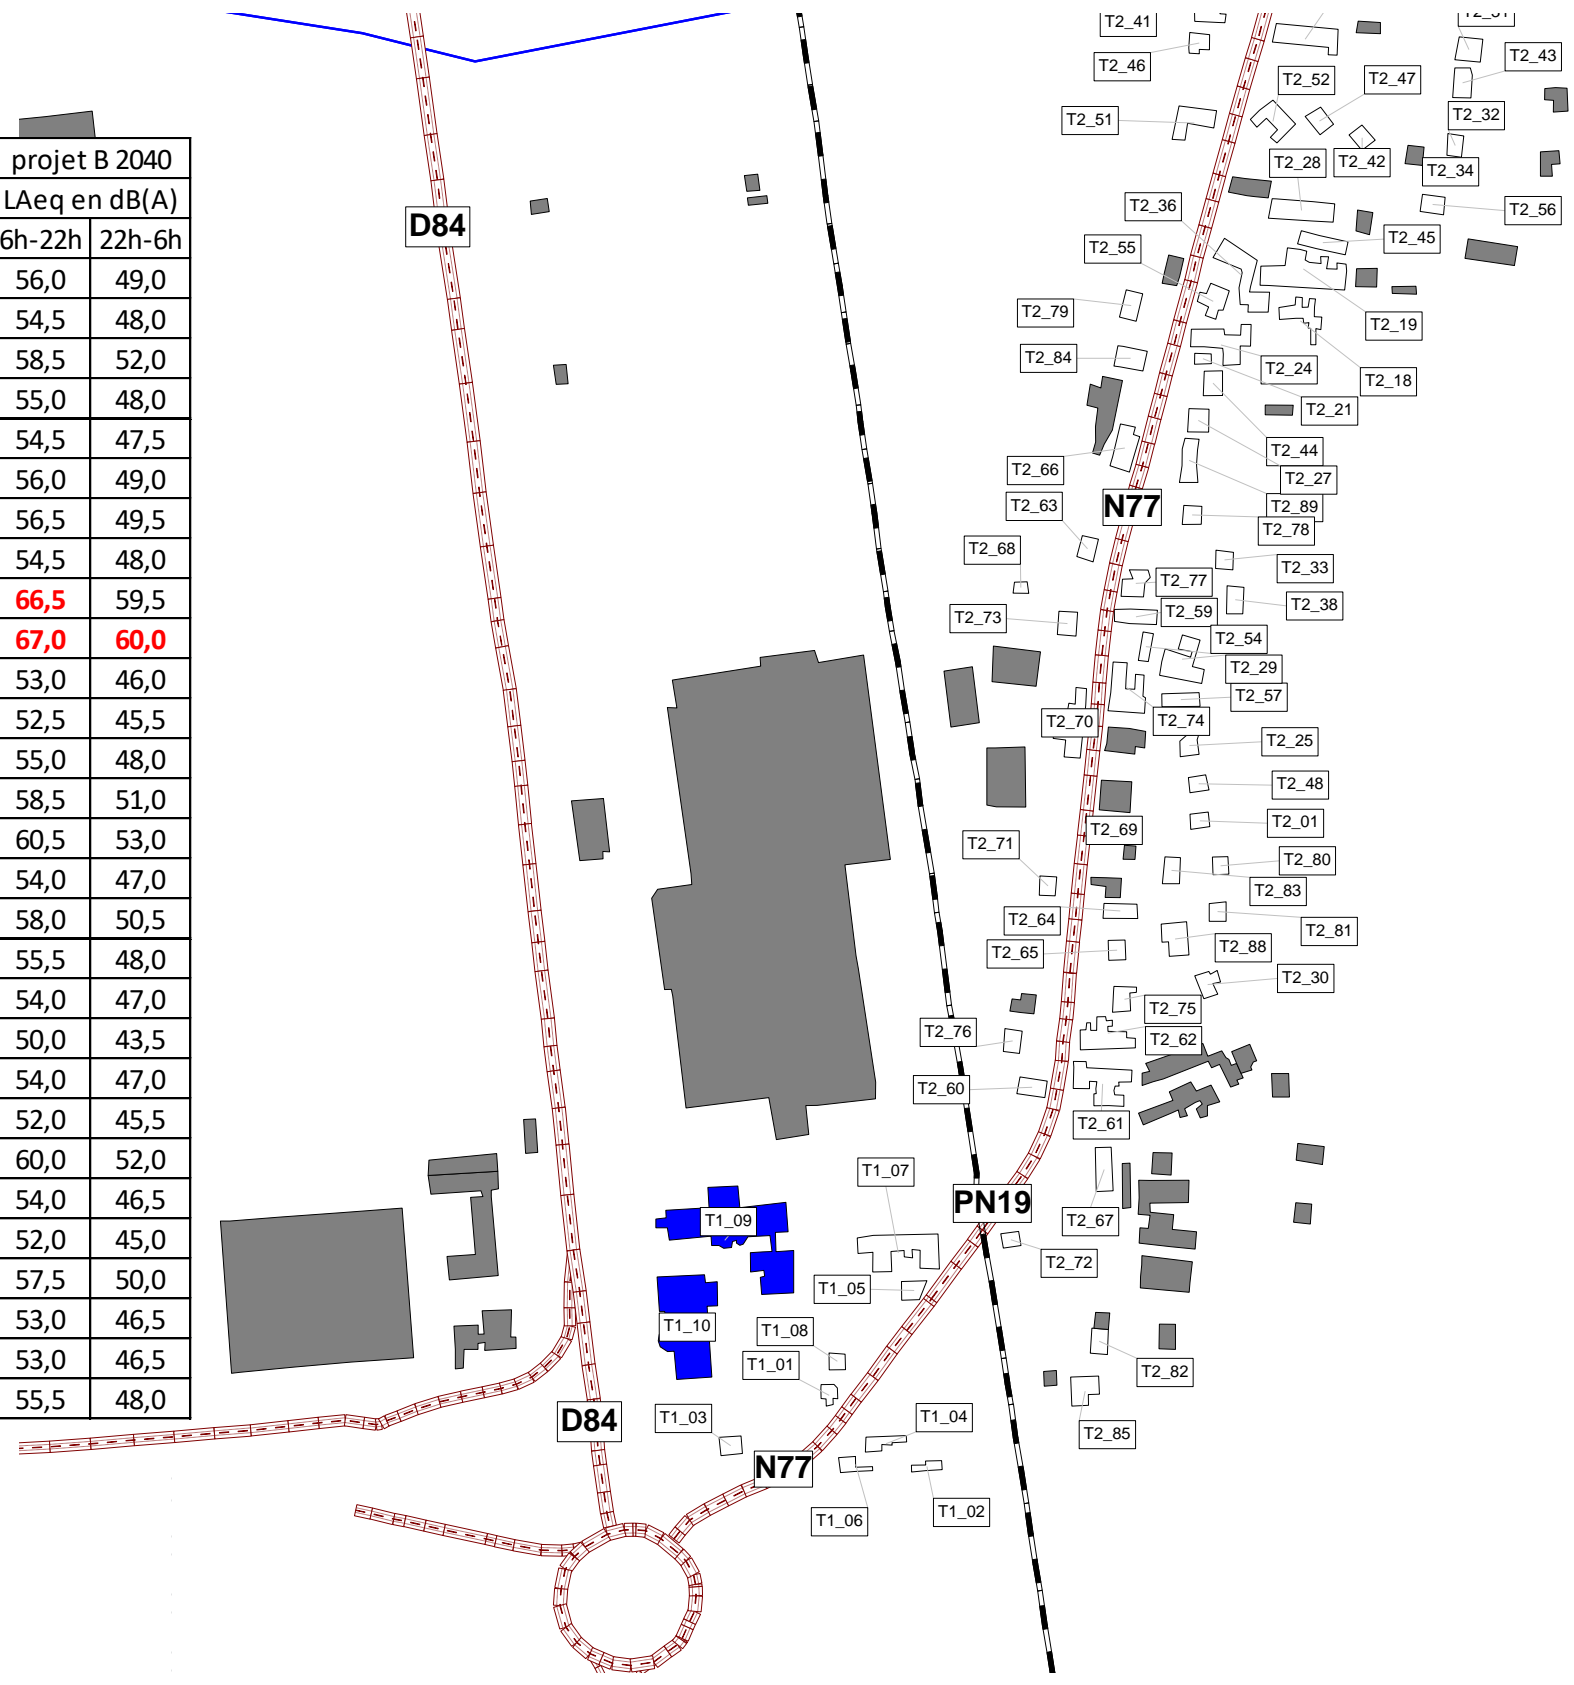 projet B 2040
LAeq en dB(A)
6h-22h 22h-6h
56,0 49,0
54,5 48,0
58,5 52,0
55,0 48,0
54,5 47,5
56,0 49,0
56,5 49,5
54,5 48,0
66,5 59,5
67,0 60,0
53,0 46,0
52,5 45,5
55,0 48,0
58,5 51,0
60,5 53,0
54,0 47,0
58,0 50,5
55,5 48,0
54,0 47,0
50,0 43,5
54,0 47,0
52,0 45,5
60,0 52,0
54,0 46,5
52,0 45,0
57,5 50,0
53,0 46,5
53,0 46,5
55,5 48,0
D84
T2_41
T2_46
T2_43
T2_52
T2_47
T2_51
T2_32
T2_42
T2_28
T2_34
T2_36
T2_56
T2_45
T2_55
T2_79
T2_19
T2_84
T2_24
T2_18
T2_21
T2_44
T2_66
T2_27
T2_63
N77
T2_89
T2_78
T2_68
T2_33
T2_77
T2_38
T2_73
T2_59
T2_54
T2_29
T2_57
T2_70
T2_74
T2_25
T2_48
T2_01
T2_69
T2_71
T2_80
T2_83
T2_64
T2_81
T2_65
T2_88
T2_30
T2_75
T2_76
T2_62
T2_60
T2_61
T1_07
PN19
T1_09
T2_67
T2_72
T1_05
T1_10
T1_08
T1_01
T2_82
T1_03
D84
T1_04
T2_85
N77
T1_06
T1_02